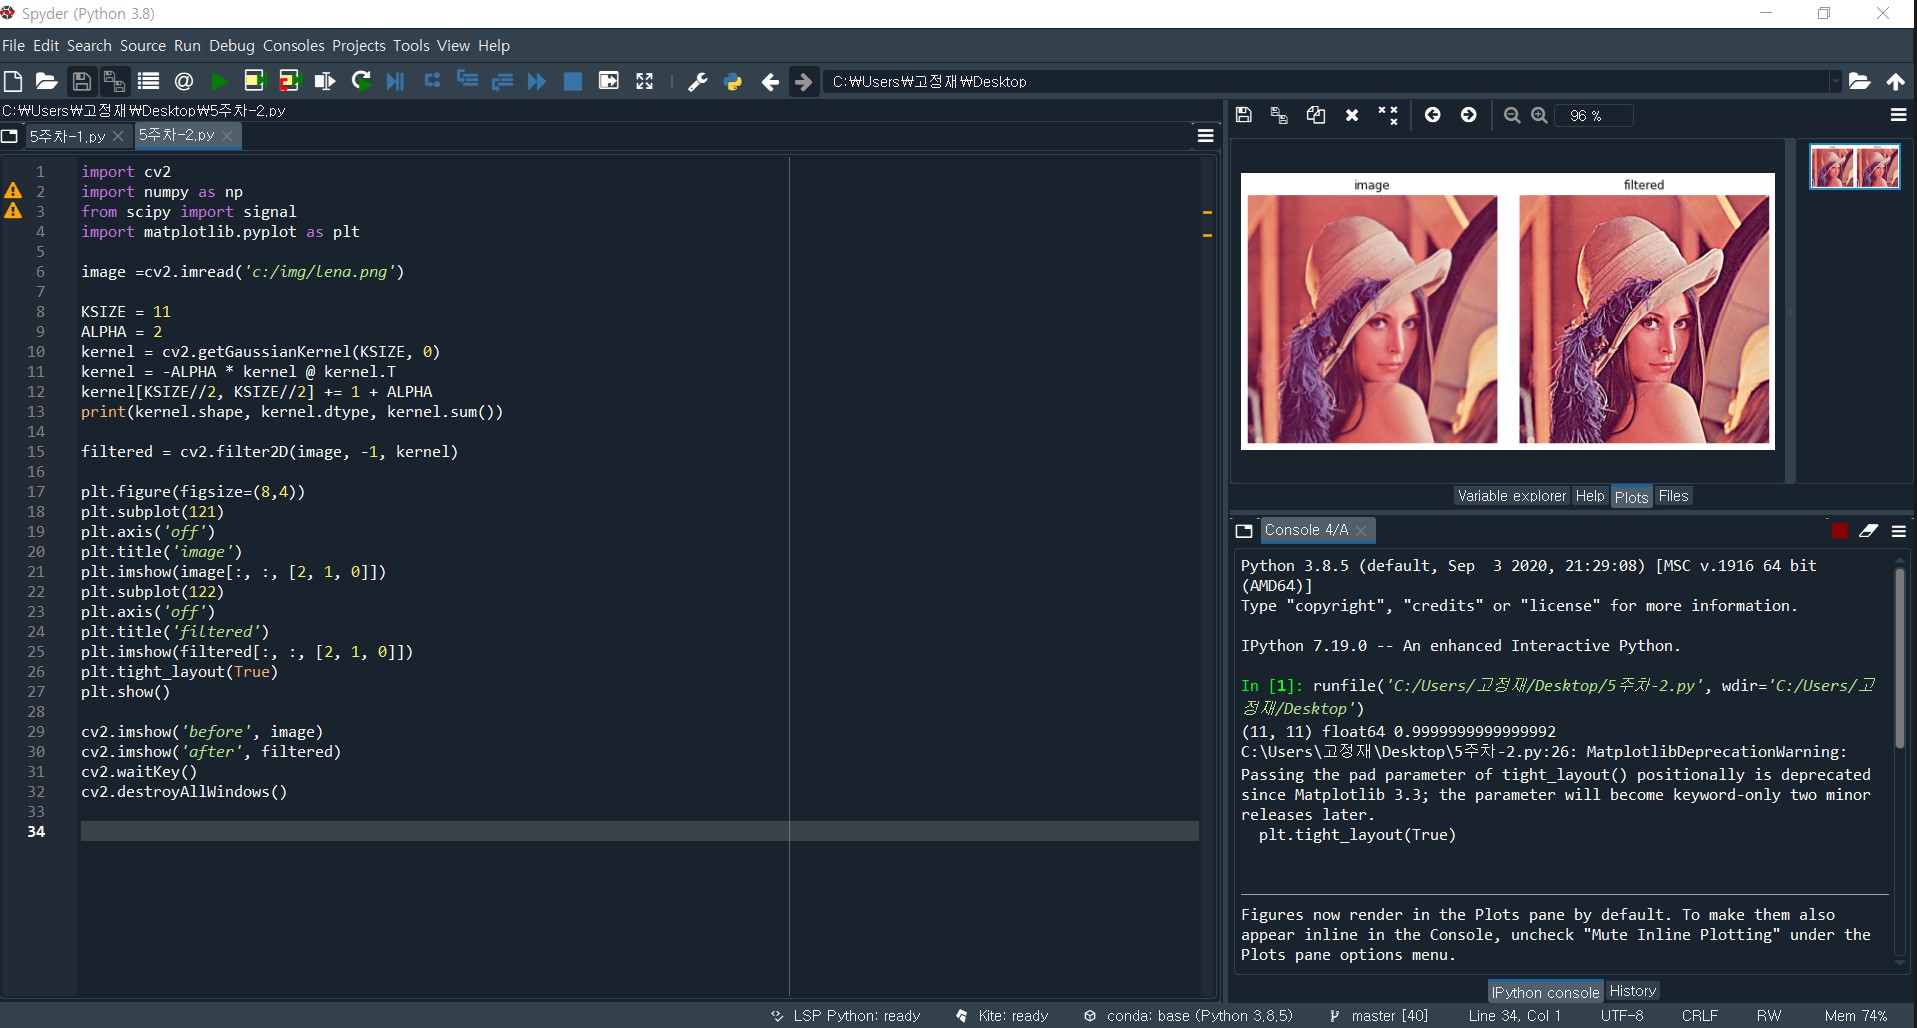 Spyder (Python 3.8)
File Edit Search Source Run Debug Consoles Projects Tools View Help
C:₩Users₩고정재₩Desktop
C:₩Users₩고정재₩Desktop₩5주차-2.py
5주차-1.py
5주차-2.py
1 import cv2
2 import numpy as np
3 from scipy import signal
4 import matplotlib.pyplot as plt
5
6 image =cv2.imread('c:/img/lena.png')
7
8 KSIZE = 11
9 ALPHA = 2
10 kernel = cv2.getGaussianKernel(KSIZE, 0)
11 kernel = -ALPHA * kernel @ kernel.T
12 kernel[KSIZE//2, KSIZE//2] += 1 + ALPHA
13 print(kernel.shape, kernel.dtype, kernel.sum())
14
15 filtered = cv2.filter2D(image, -1, kernel)
16
17 plt.figure(figsize=(8,4))
18 plt.subplot(121)
19 plt.axis('off')
20 plt.title('image')
21 plt.imshow(image[:, :, [2, 1, 0]])
22 plt.subplot(122)
23 plt.axis('off')
24 plt.title('filtered')
25 plt.imshow(filtered[:, :, [2, 1, 0]])
26 plt.tight_layout(True)
27 plt.show()
28
29 cv2.imshow('before', image)
30 cv2.imshow('after', filtered)
31 cv2.waitKey()
32 cv2.destroyAllWindows()
33
34
96 %
image
filtered
Variable explorer Help Plots Files
Console 4/A
Python 3.8.5 (default, Sep  3 2020, 21:29:08) [MSC v.1916 64 bit
(AMD64)]
Type "copyright", "credits" or "license" for more information.
IPython 7.19.0 -- An enhanced Interactive Python.
In [1]: runfile('C:/Users/고정재/Desktop/5주차-2.py', wdir='C:/Users/고
정재/Desktop')
(11, 11) float64 0.9999999999999992
C:\Users\고정재\Desktop\5주차-2.py:26: MatplotlibDeprecationWarning:
Passing the pad parameter of tight_layout() positionally is deprecated
since Matplotlib 3.3; the parameter will become keyword-only two minor
releases later.
plt.tight_layout(True)
Figures now render in the Plots pane by default. To make them also
appear inline in the Console, uncheck "Mute Inline Plotting" under the
Plots pane options menu.
IPython console History
LSP Python: ready Kite: ready conda: base (Python 3.8.5) master [40] Line 34, Col 1 UTF-8 CRLF RW Mem 74%